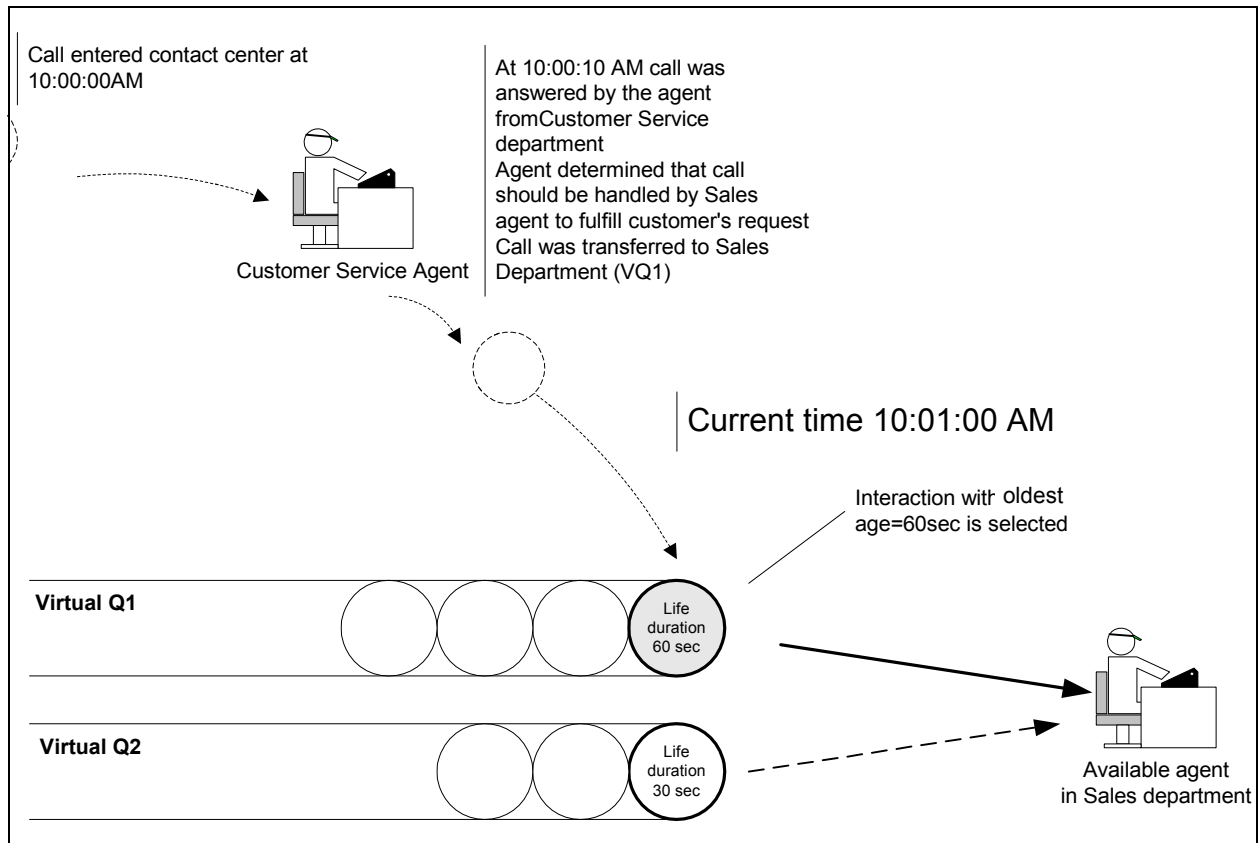 Call entered contact center at
10:00:00AM
At 10:00:10 AM call was
answered by the agent
fromCustomer Service
department
Agent determined that call
should be handled by Sales
agent to fulfill customer's request
Call was transferred to Sales
Department (VQ1)
Customer Service Agent
Current time 10:01:00 AM
Interaction with oldest
age=60sec is selected
Virtual Q1
Life
duration
60 sec
Virtual Q2
Life
duration
30 sec
Available agent
in Sales department